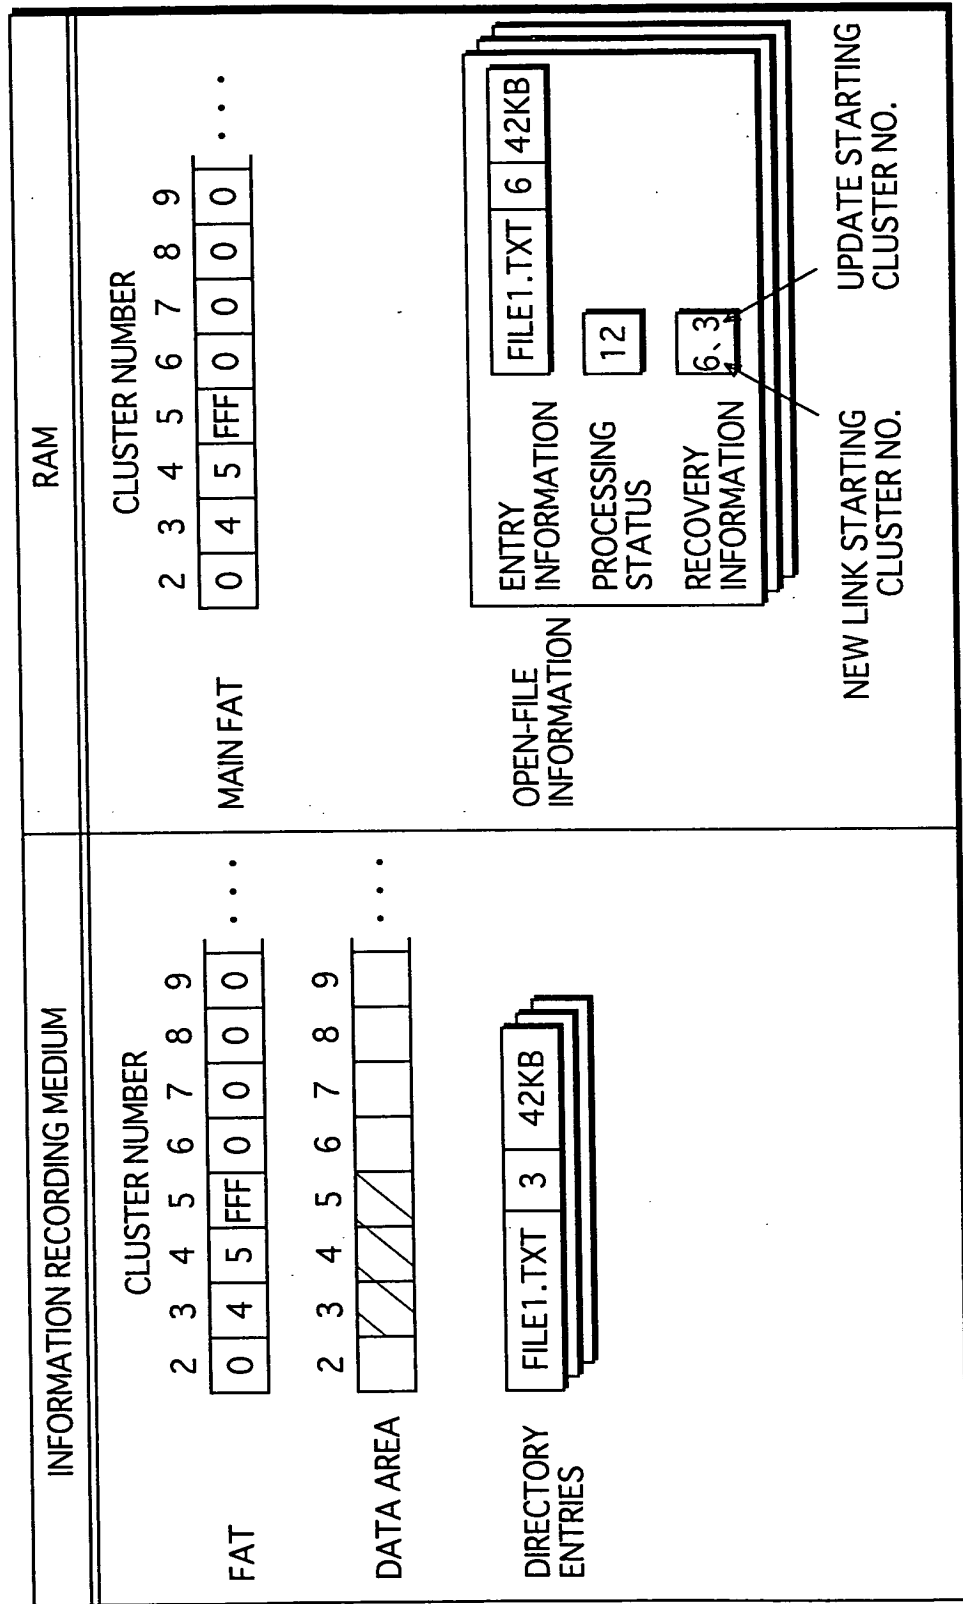 INFORMATION RECORDING MEDIUM
CLUSTER NUMBER
2 3 4 5 6 7 8 9
FAT 0 4 5 FFF 0 0 0 0 ...
2 3 4 5 6 7 8 9
DATA AREA ...
DIRECTORY
ENTRIES
FILE1.TXT 3 42KB
RAM
CLUSTER NUMBER
2 3 4 5 6 7 8 9
MAIN FAT 0 4 5 FFF 0 0 0 0 ...
OPEN-FILE
INFORMATION
ENTRY
INFORMATION
FILE1.TXT 6 42KB
PROCESSING
STATUS
12
RECOVERY
INFORMATION
6、3
NEW LINK STARTING
CLUSTER NO.
UPDATE STARTING
CLUSTER NO.